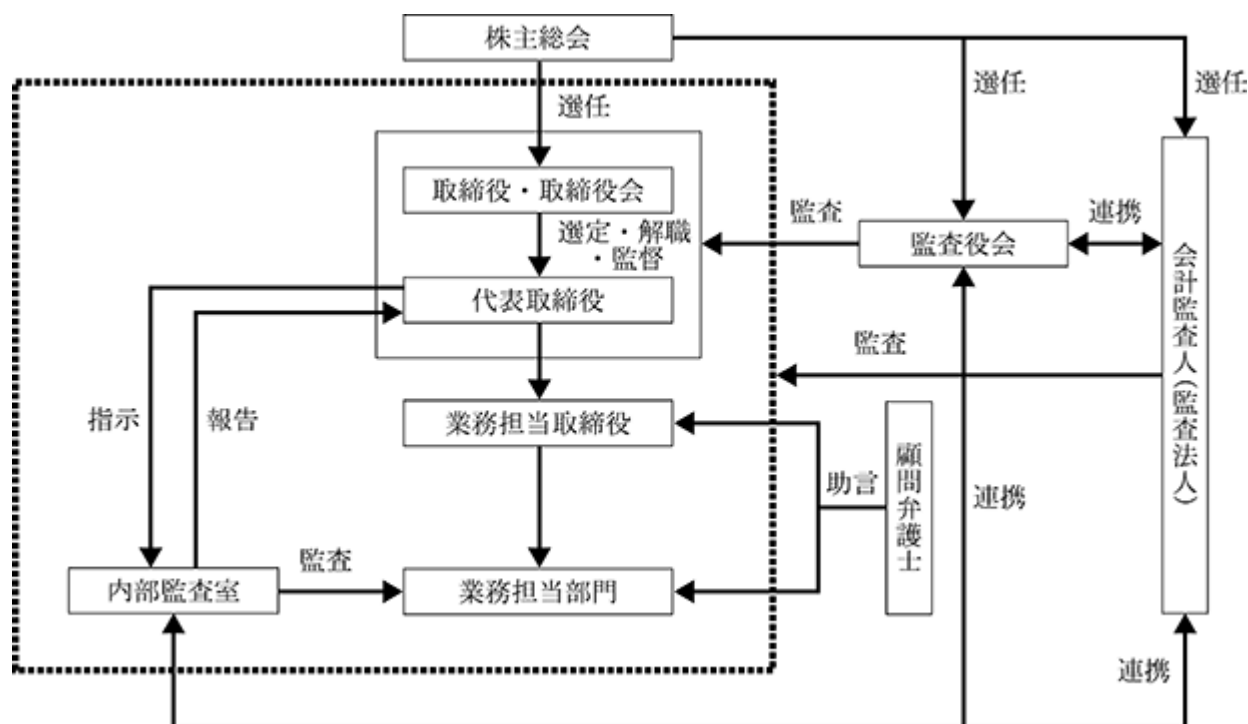 株主総会
選任
選任
選任
取締役・取締役会
選定・解職
・監督
監査
監査役会
連携
代表取締役
会計監査人(監査法人)
監査
指示
報告
業務担当取締役
助言
顧問弁護士
連携
内部監査室
監査
業務担当部門
連携